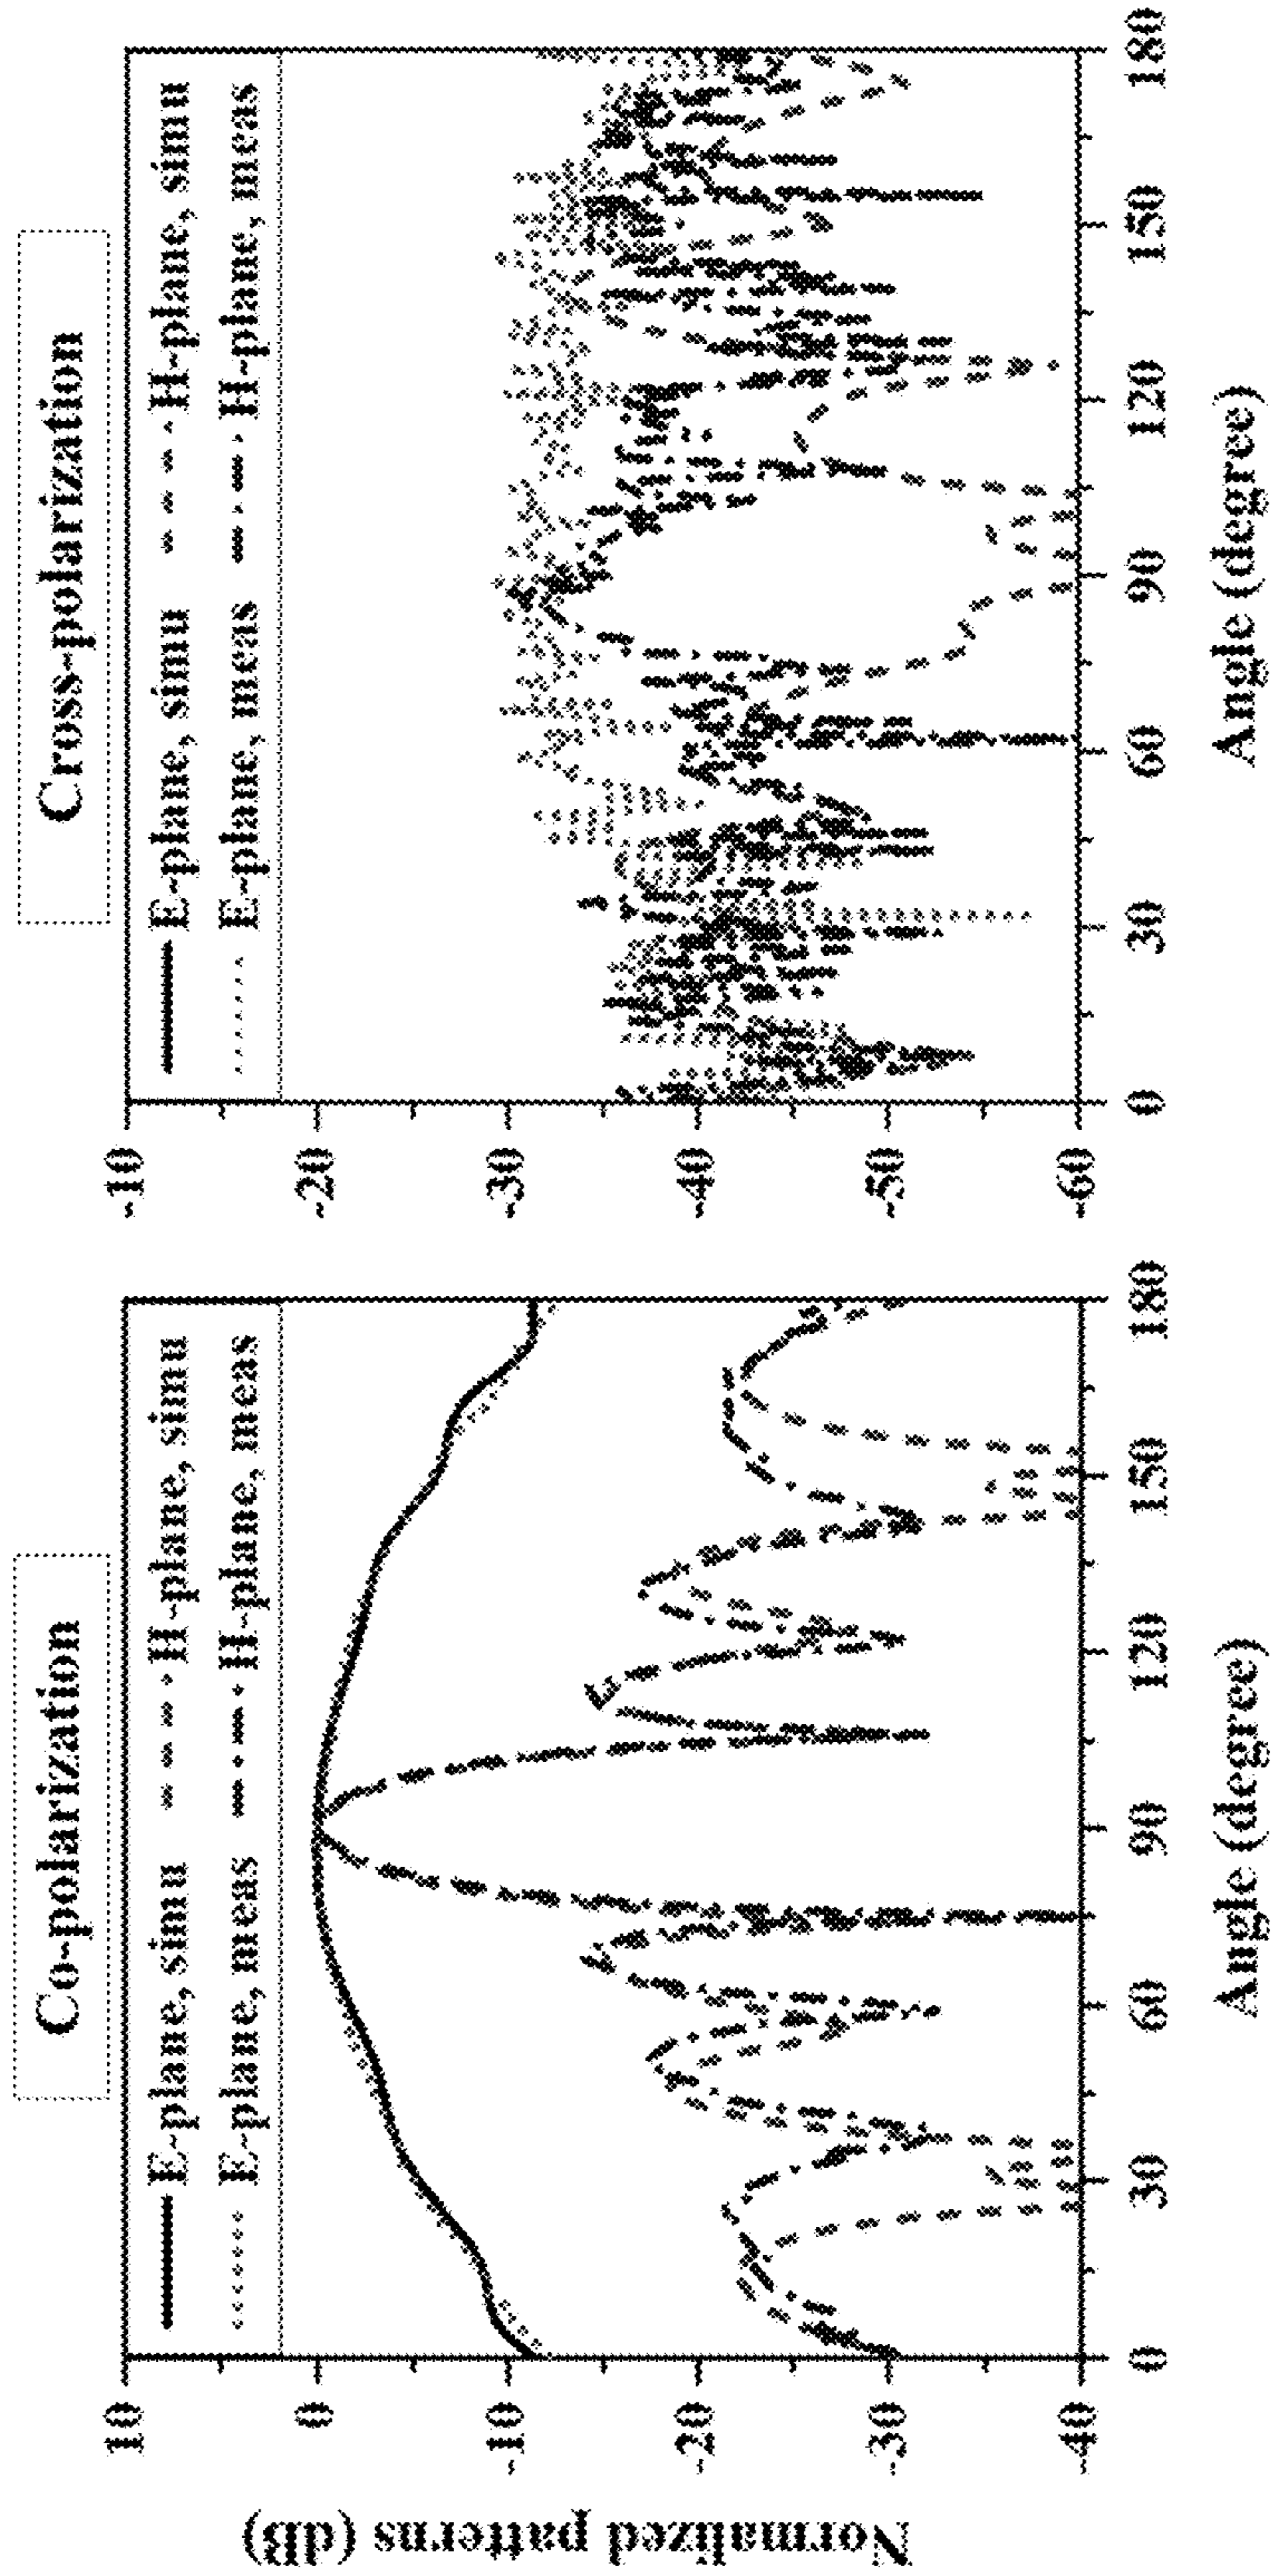 Co-polarization
E-plane, simu
H-plane, simu
E-plane, meas
H-plane, meas
Normalized patterns (dB)
10
0
-10
-20
-30
-40
0
30
60
90
120
150
180
Angle (degree)
Cross-polarization
E-plane, simu
H-plane, simu
E-plane, meas
H-plane, meas
-10
-20
-30
-40
-50
-60
0
30
60
90
120
150
180
Angle (degree)